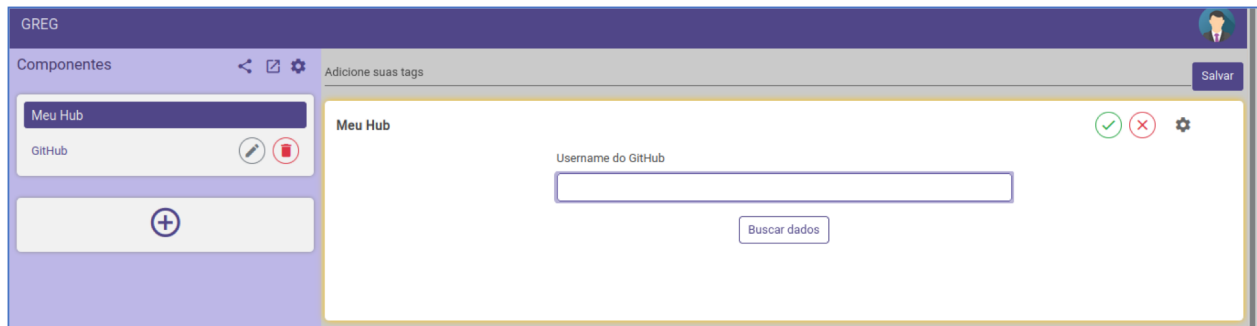 GREG
Componentes
Adicione suas tags
Salvar
Meu Hub
GitHub
Meu Hub
Username do GitHub
Buscar dados